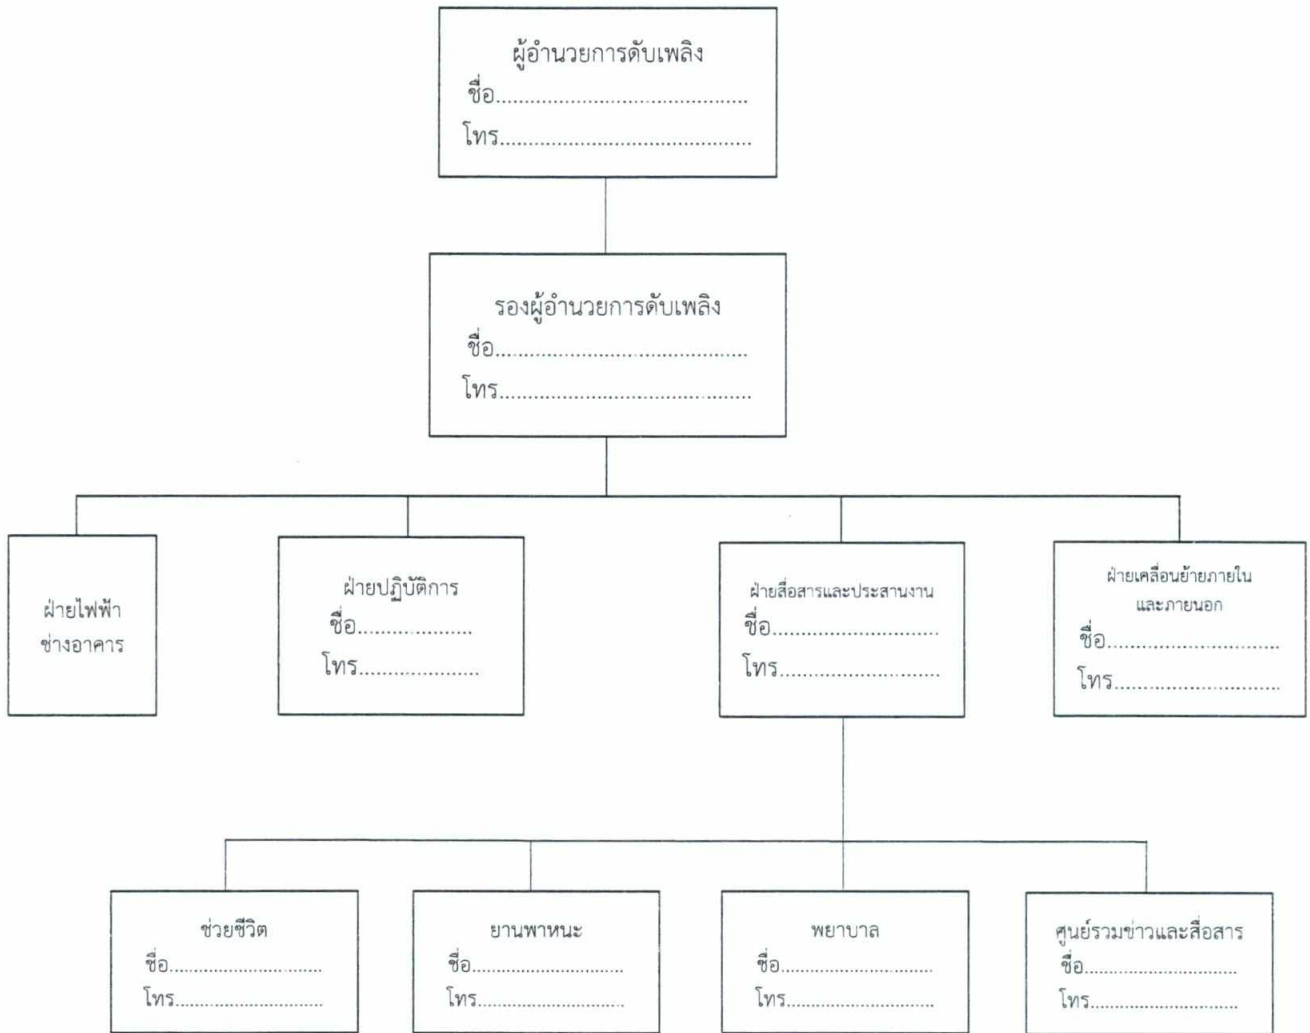 ผู้อำนวยการดับเพลิง
ชื่อ............................................
โทร............................................
รองผู้อำนวยการดับเพลิง
ชื่อ............................................
โทร............................................
ฝ่ายไฟฟ้า
ช่างอาคาร
ฝ่ายปฏิบัติการ
ชื่อ....................
โทร.....................
ฝ่ายสื่อสารและประสานงาน
ชื่อ.............................
โทร............................
ฝ่ายเคลื่อนย้ายภายใน
และภายนอก
ชื่อ.............................
โทร.............................
ช่วยชีวิต
ชื่อ...........................
โทร..........................
ยานพาหนะ
ชื่อ...........................
โทร..........................
พยาบาล
ชื่อ...........................
โทร..........................
ศูนย์รวมข่าวและสื่อสาร
ชื่อ...........................
โทร..........................